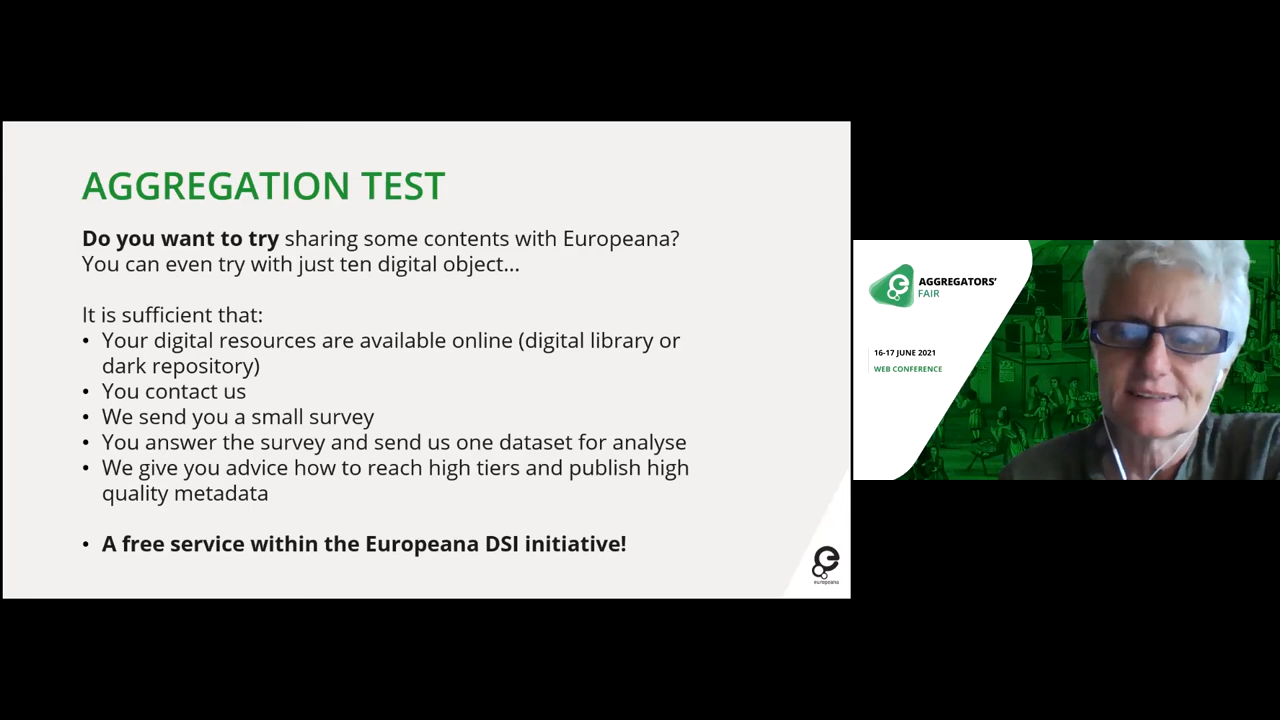 AGGREGATION TEST
Do you want to try sharing some contents with Europeana?
You can even try with just ten digital object...
It is sufficient that:
• Your digital resources are available online (digital library or
dark repository)
• You contact us
• We send you a small survey
• You answer the survey and send us one dataset for analyse
• We give you advice how to reach high tiers and publish high
quality metadata
• A free service within the Europeana DSI initiative!
europeana
AGGREGATORS'
FAIR
16-17 JUNE 2021
WEB CONFERENCE